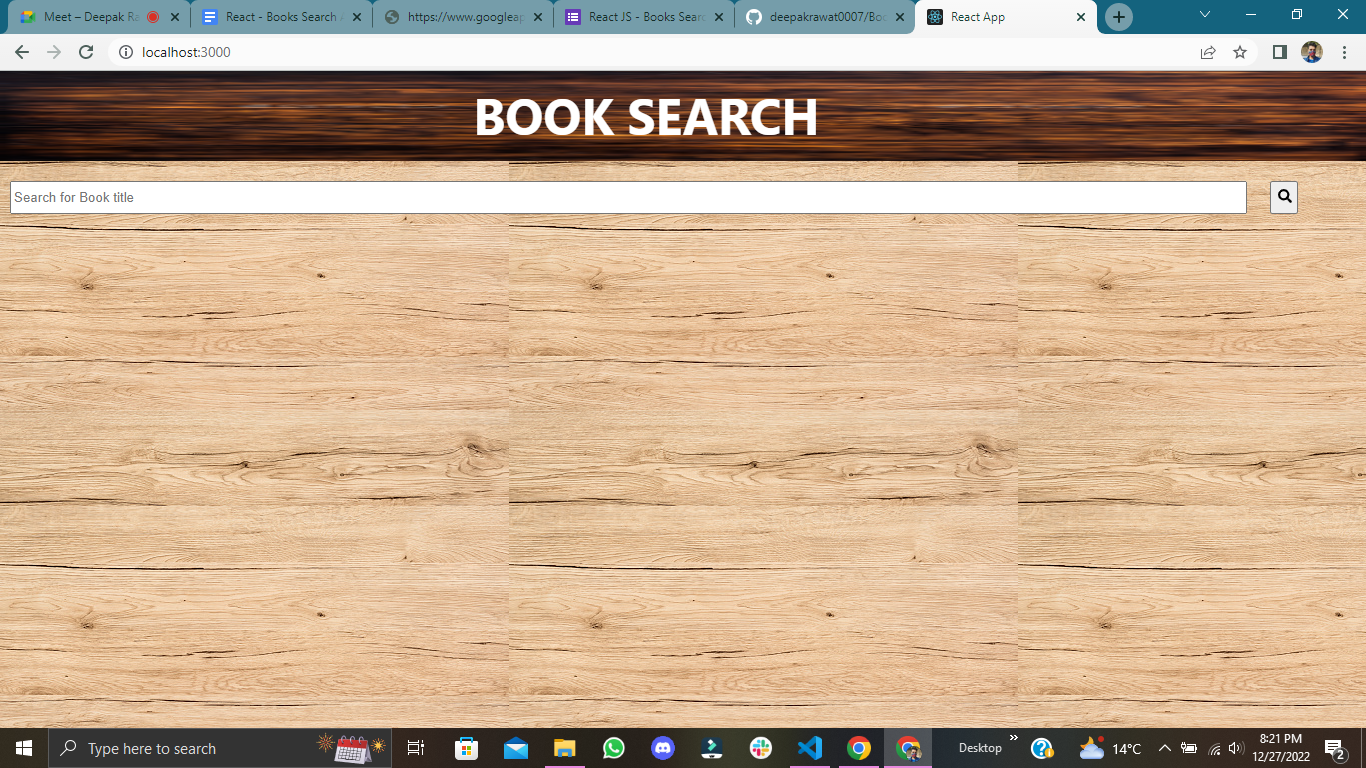 Meet – Deepak Ra
React - Books Search A
https://www.googleap
React JS - Books Sear
deepakrawat0007/Boo
React App
localhost:3000
BOOK SEARCH
Search for Book title
Type here to search
Desktop
14°C
8:21 PM
12/27/2022
2